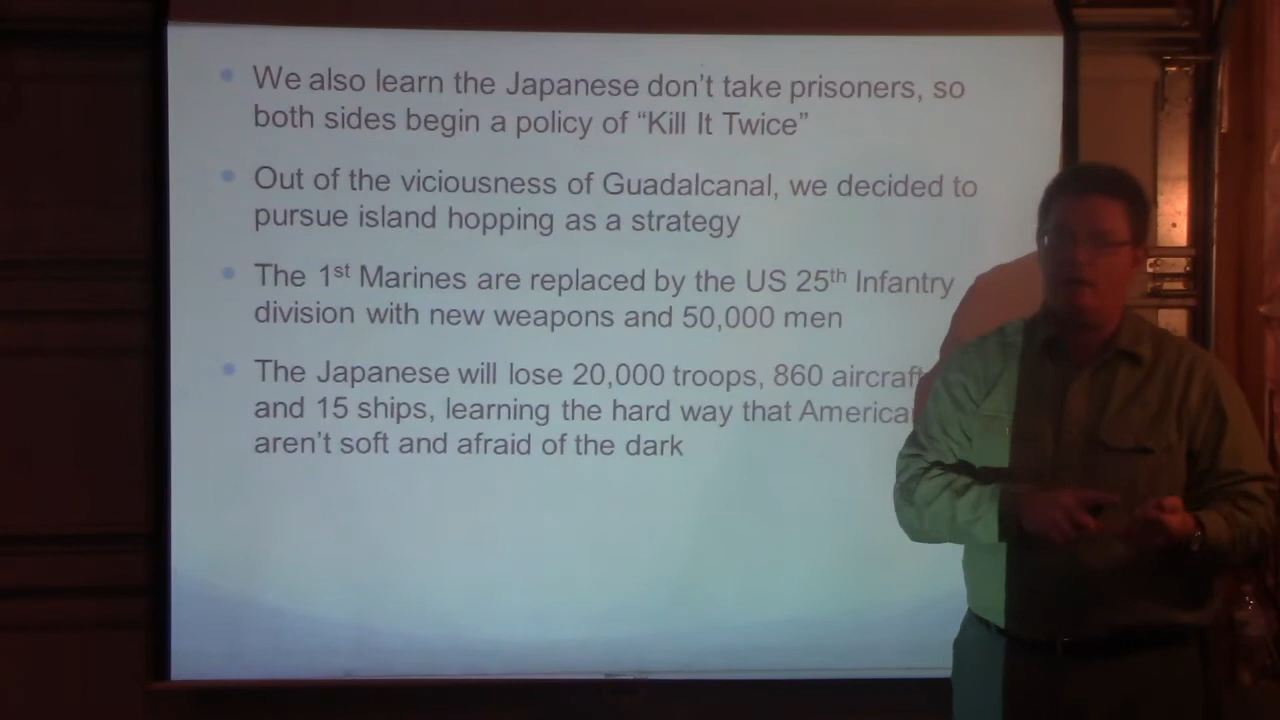 We also learn the Japanese don't take prisoners, so
both sides begin a policy of “Kill It Twice”
Out of the viciousness of Guadalcanal, we decided to
pursue island hopping as a strategy
The 1st Marines are replaced by the US 25th Infantry
division with new weapons and 50,000 men
The Japanese will lose 20,000 troops, 860 aircraft
and 15 ships, learning the hard way that America
aren't soft and afraid of the dark